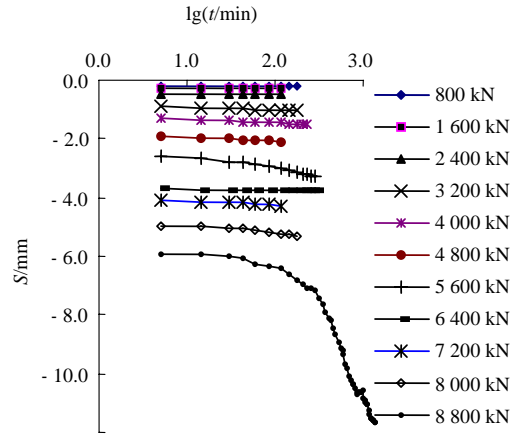 lg(t/min)
0.0 1.0 2.0 3.0
0.0
- 2.0
- 4.0
- 6.0
- 8.0
- 10.0
S/mm
800 kN
1 600 kN
2 400 kN
3 200 kN
4 000 kN
4 800 kN
5 600 kN
6 400 kN
7 200 kN
8 000 kN
8 800 kN